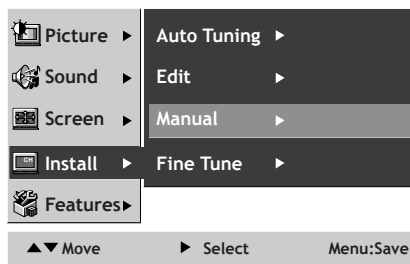 Picture ▶ Auto Tuning ▶
Sound ▶ Edit ▶
Screen ▶ Manual ▶
CH Install ▶ Fine Tune ▶
Features▶
▲▼ Move ▶ Select Menu:Save